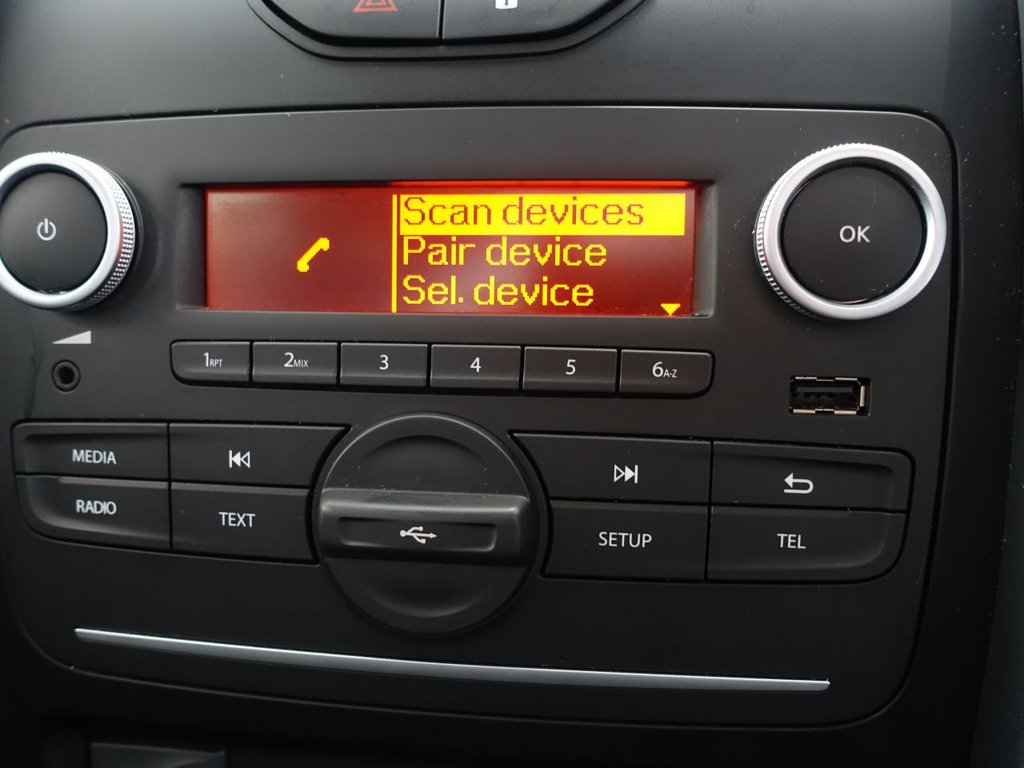 Scan devices
Pair device
Sel. device
OK
1RPT 2MIX 3 4 5 6A-Z
MEDIA
RADIO TEXT SETUP TEL